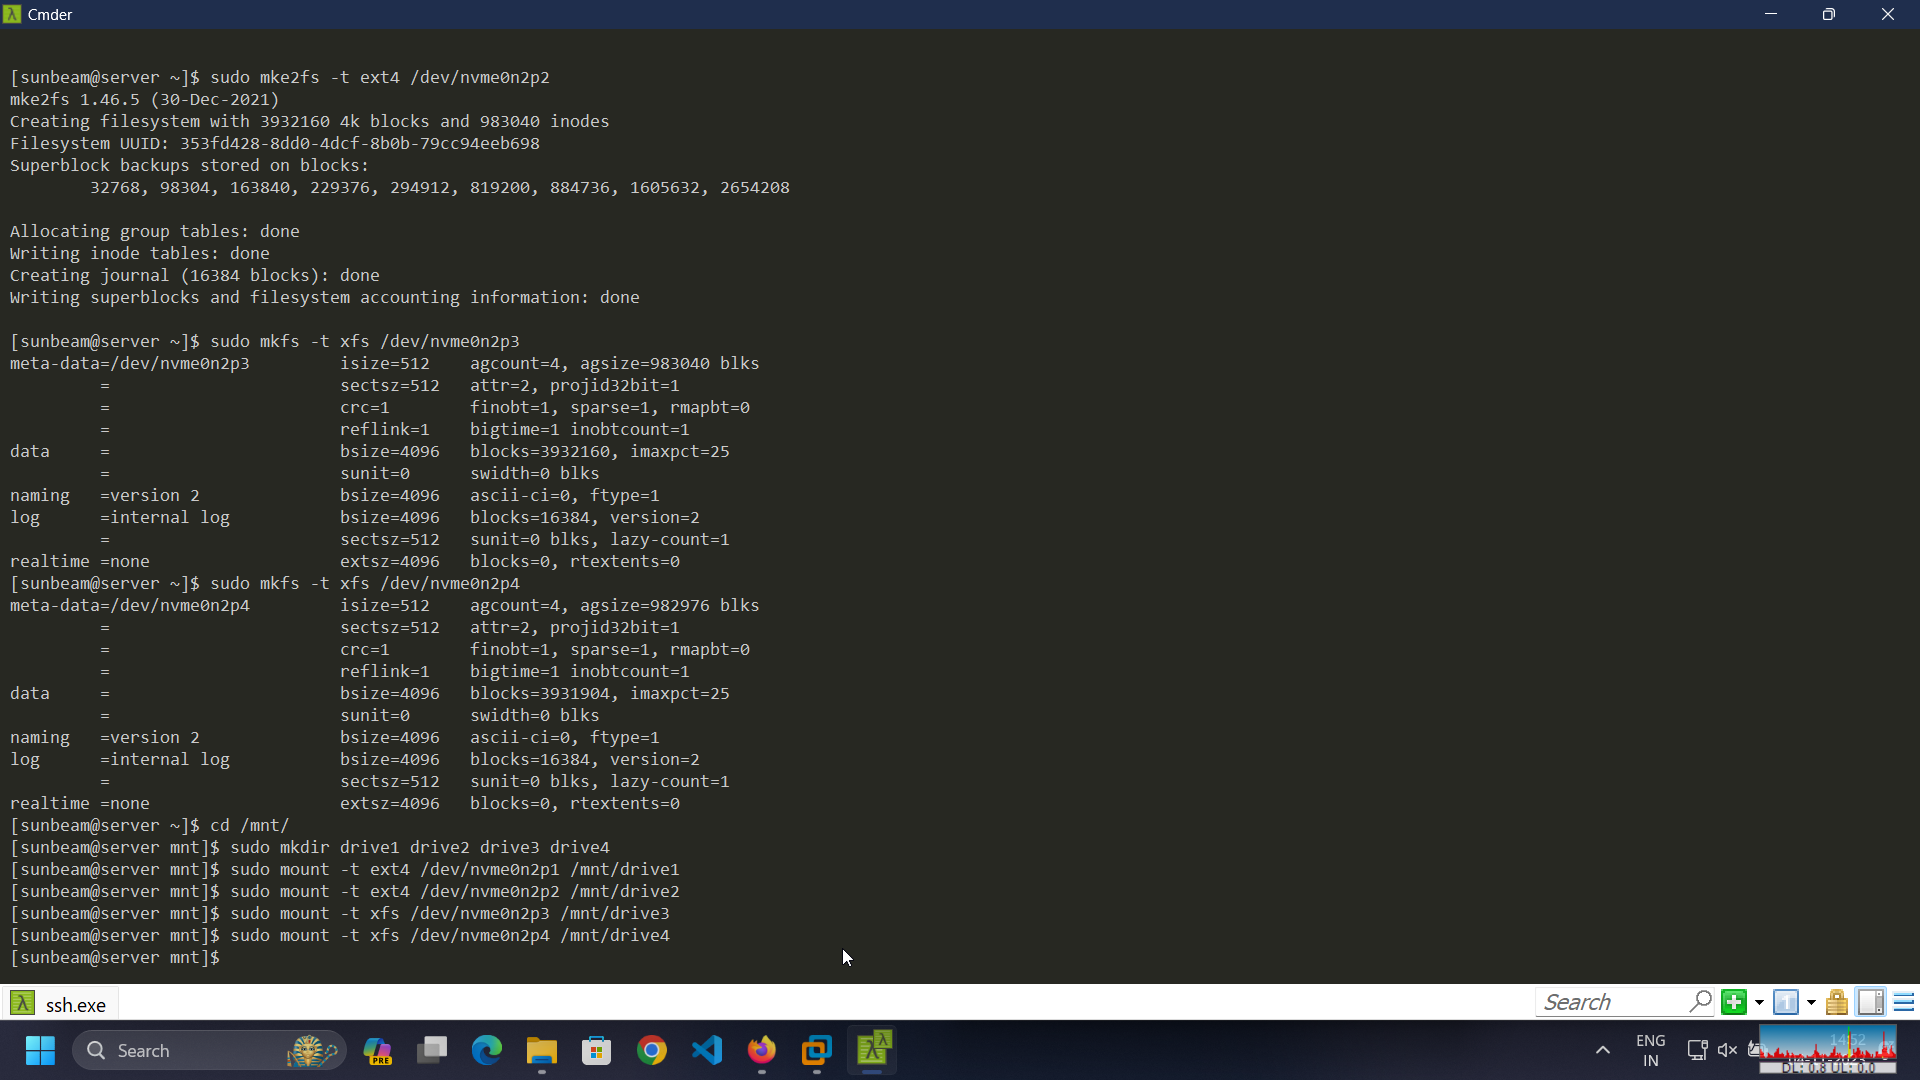 Cmder
[sunbeam@server ~]$ sudo mke2fs -t ext4 /dev/nvme0n2p2
mke2fs 1.46.5 (30-Dec-2021)
Creating filesystem with 3932160 4k blocks and 983040 inodes
Filesystem UUID: 353fd428-8dd0-4dcf-8b0b-79cc94eeb698
Superblock backups stored on blocks:
        32768, 98304, 163840, 229376, 294912, 819200, 884736, 1605632, 2654208
Allocating group tables: done
Writing inode tables: done
Creating journal (16384 blocks): done
Writing superblocks and filesystem accounting information: done
[sunbeam@server ~]$ sudo mkfs -t xfs /dev/nvme0n2p3
meta-data=/dev/nvme0n2p3         isize=512    agcount=4, agsize=983040 blks
         =                       sectsz=512   attr=2, projid32bit=1
         =                       crc=1        finobt=1, sparse=1, rmapbt=0
         =                       reflink=1    bigtime=1 inobtcount=1
data     =                       bsize=4096   blocks=3932160, imaxpct=25
         =                       sunit=0      swidth=0 blks
naming   =version 2              bsize=4096   ascii-ci=0, ftype=1
log      =internal log           bsize=4096   blocks=16384, version=2
         =                       sectsz=512   sunit=0 blks, lazy-count=1
realtime =none                   extsz=4096   blocks=0, rtextents=0
[sunbeam@server ~]$ sudo mkfs -t xfs /dev/nvme0n2p4
meta-data=/dev/nvme0n2p4         isize=512    agcount=4, agsize=982976 blks
         =                       sectsz=512   attr=2, projid32bit=1
         =                       crc=1        finobt=1, sparse=1, rmapbt=0
         =                       reflink=1    bigtime=1 inobtcount=1
data     =                       bsize=4096   blocks=3931904, imaxpct=25
         =                       sunit=0      swidth=0 blks
naming   =version 2              bsize=4096   ascii-ci=0, ftype=1
log      =internal log           bsize=4096   blocks=16384, version=2
         =                       sectsz=512   sunit=0 blks, lazy-count=1
realtime =none                   extsz=4096   blocks=0, rtextents=0
[sunbeam@server ~]$ cd /mnt/
[sunbeam@server mnt]$ sudo mkdir drive1 drive2 drive3 drive4
[sunbeam@server mnt]$ sudo mount -t ext4 /dev/nvme0n2p1 /mnt/drive1
[sunbeam@server mnt]$ sudo mount -t ext4 /dev/nvme0n2p2 /mnt/drive2
[sunbeam@server mnt]$ sudo mount -t xfs /dev/nvme0n2p3 /mnt/drive3
[sunbeam@server mnt]$ sudo mount -t xfs /dev/nvme0n2p4 /mnt/drive4
[sunbeam@server mnt]$
ssh.exe
Search
1
Search
PRE
ENG
IN
14:52
DL: 0.8 UL: 0.0